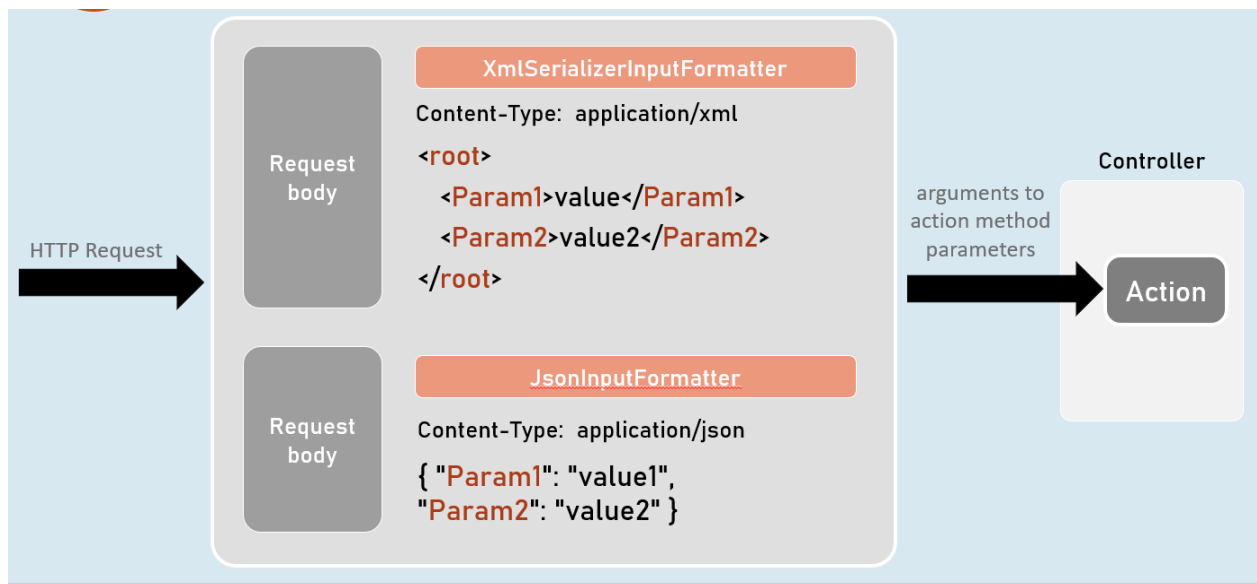 HTTP Request
Request
body
XmlSerializerInputFormatter
Content-Type: application/xml
<root>
<Param1>value</Param1>
<Param2>value2</Param2>
</root>
Request
body
JsonInputFormatter
Content-Type: application/json
{ "Param1": "value1",
"Param2": "value2" }
arguments to
action method
parameters
Controller
Action